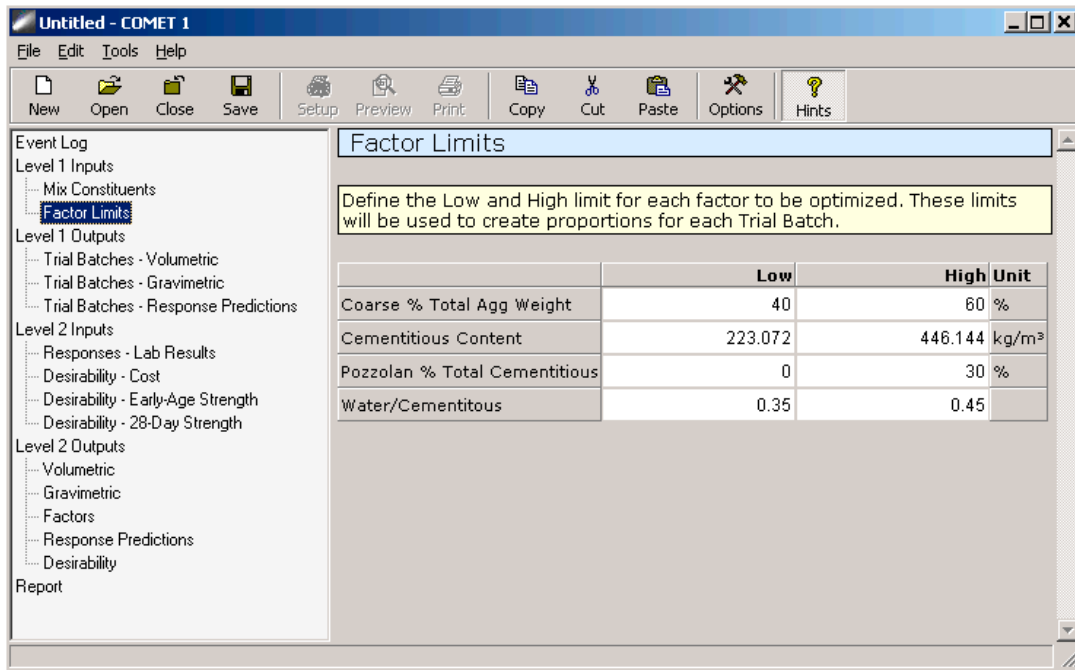 Untitled - COMET 1
File Edit Tools Help
New Open Close Save Setup Preview Print Copy Cut Paste Options Hints
Event Log
Level 1 Inputs
Mix Constituents
Factor Limits
Level 1 Outputs
Trial Batches - Volumetric
Trial Batches - Gravimetric
Trial Batches - Response Predictions
Level 2 Inputs
Responses - Lab Results
Desirability - Cost
Desirability - Early-Age Strength
Desirability - 28-Day Strength
Level 2 Outputs
Volumetric
Gravimetric
Factors
Response Predictions
Desirability
Report
Factor Limits
Define the Low and High limit for each factor to be optimized. These limits
will be used to create proportions for each Trial Batch.
Low High Unit
Coarse % Total Agg Weight 40 60 %
Cementitious Content 223.072 446.144 kg/m³
Pozzolan % Total Cementitious 0 30 %
Water/Cementitous 0.35 0.45